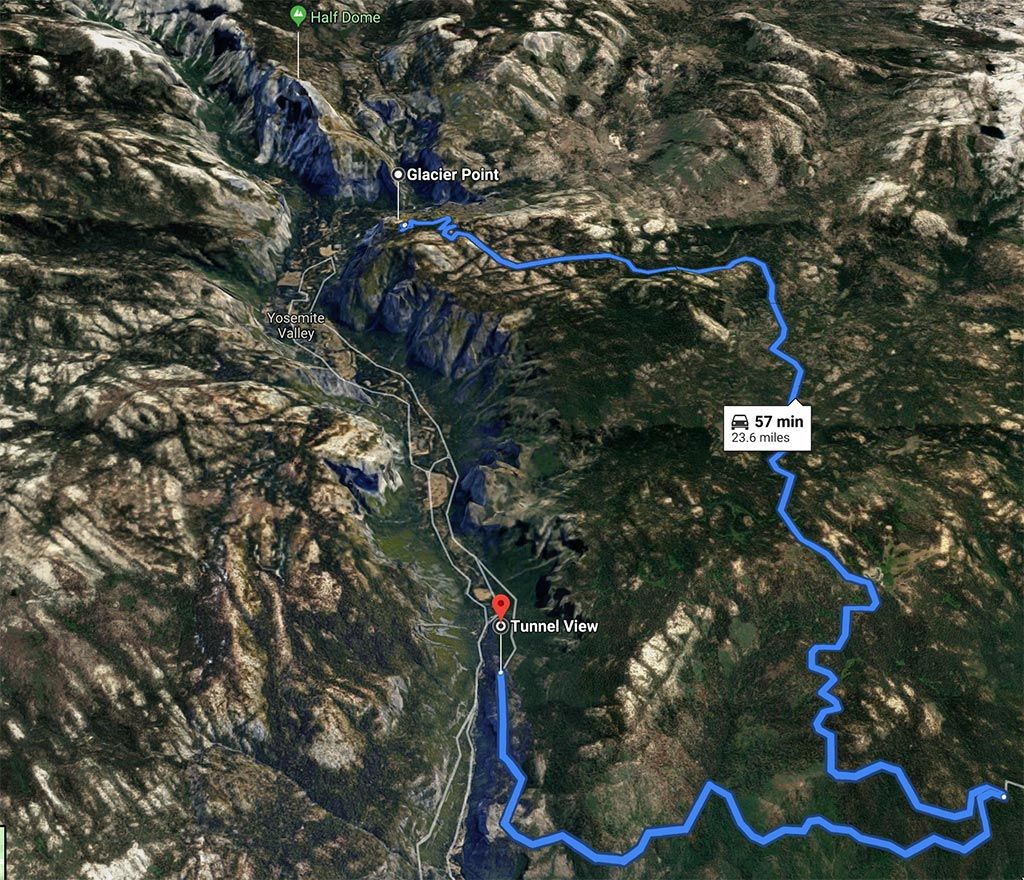 Half Dome
Glacier Point
Yosemite
Valley
57 min
23.6 miles
Tunnel View